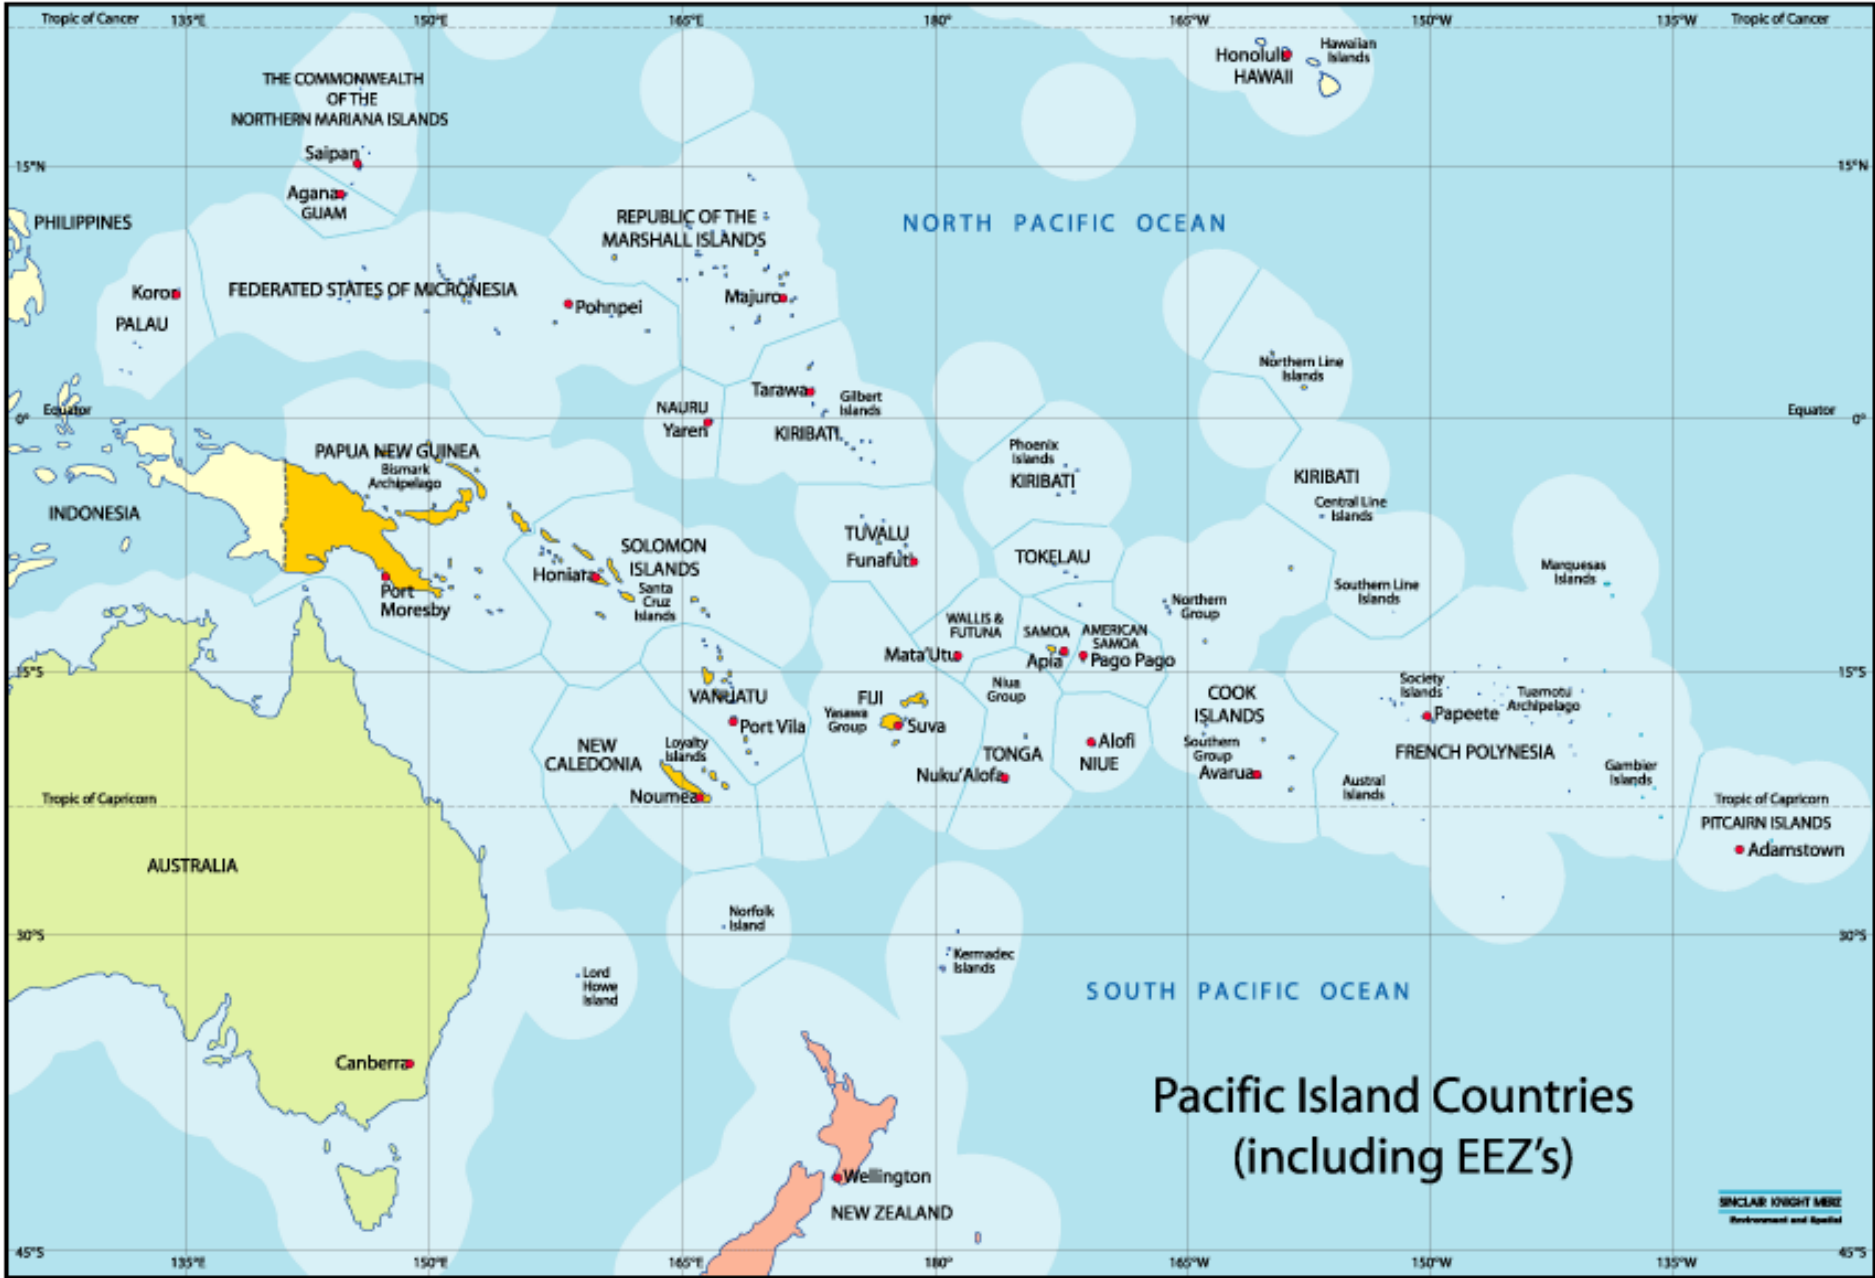 Tropic of Cancer
135°E
150°E
165°E
180°
165°W
150°W
135°W
Tropic of Cancer
Honolulu
HAWAII
Hawaiian
Islands
THE COMMONWEALTH
OF THE
NORTHERN MARIANA ISLANDS
Saipan
15°N
15°N
Agana
GUAM
PHILIPPINES
REPUBLIC OF THE
MARSHALL ISLANDS
NORTH PACIFIC OCEAN
Koror
PALAU
FEDERATED STATES OF MICRONESIA
Pohnpei
Majuro
Northern Line
Islands
Tarawa
Gilbert
Islands
KIRIBATI
NAURU
Yaren
0°
Equator
Equator
0°
PAPUA NEW GUINEA
Bismark
Archipelago
Phoenix
Islands
KIRIBATI
KIRIBATI
Central Line
Islands
INDONESIA
SOLOMON
ISLANDS
Honiara
Santa
Cruz
Islands
TUVALU
Funafuti
TOKELAU
Marquesas
Islands
Southern Line
Islands
Port
Moresby
Northern
Group
WALLIS &
FUTUNA
SAMOA
AMERICAN
SAMOA
Mata'Utu
Apia
Pago Pago
15°S
15°S
VANUATU
Port Vila
FIJI
Yasawa
Group
Suva
Niua
Group
COOK
ISLANDS
Society
Islands
Papeete
Tuamotu
Archipelago
NEW
CALEDONIA
Loyalty
Islands
Noumea
TONGA
Nuku'Alofa
Alofi
NIUE
Southern
Group
Avarua
FRENCH POLYNESIA
Austral
Islands
Gambier
Islands
Tropic of Capricorn
Tropic of Capricorn
PITCAIRN ISLANDS
Adamstown
AUSTRALIA
Norfolk
Island
30°S
30°S
Kermadec
Islands
Lord
Howe
Island
SOUTH PACIFIC OCEAN
Canberra
Pacific Island Countries
(including EEZ's)
Wellington
NEW ZEALAND
SINCLAIR KNIGHT MERZ
Environment and Spatial
45°S
45°S
135°E
150°E
165°E
180°
165°W
150°W
135°W